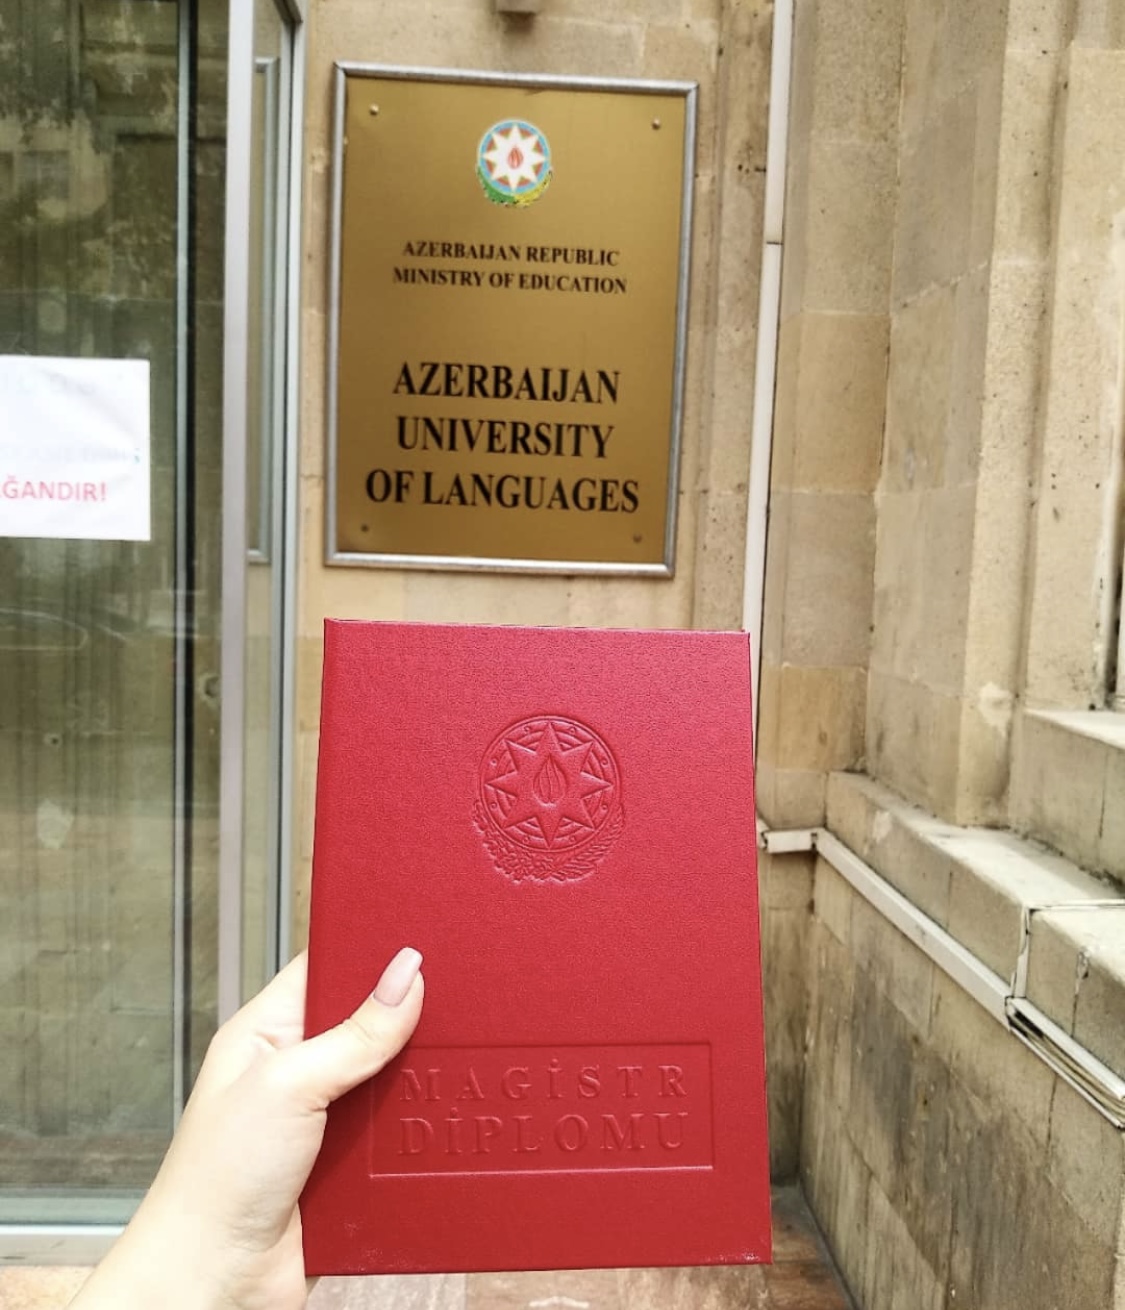 AZERBAIJAN REPUBLIC
MINISTRY OF EDUCATION
AZERBAIJAN
UNIVERSITY
OF LANGUAGES
MAGİSTR
DİPLOMU